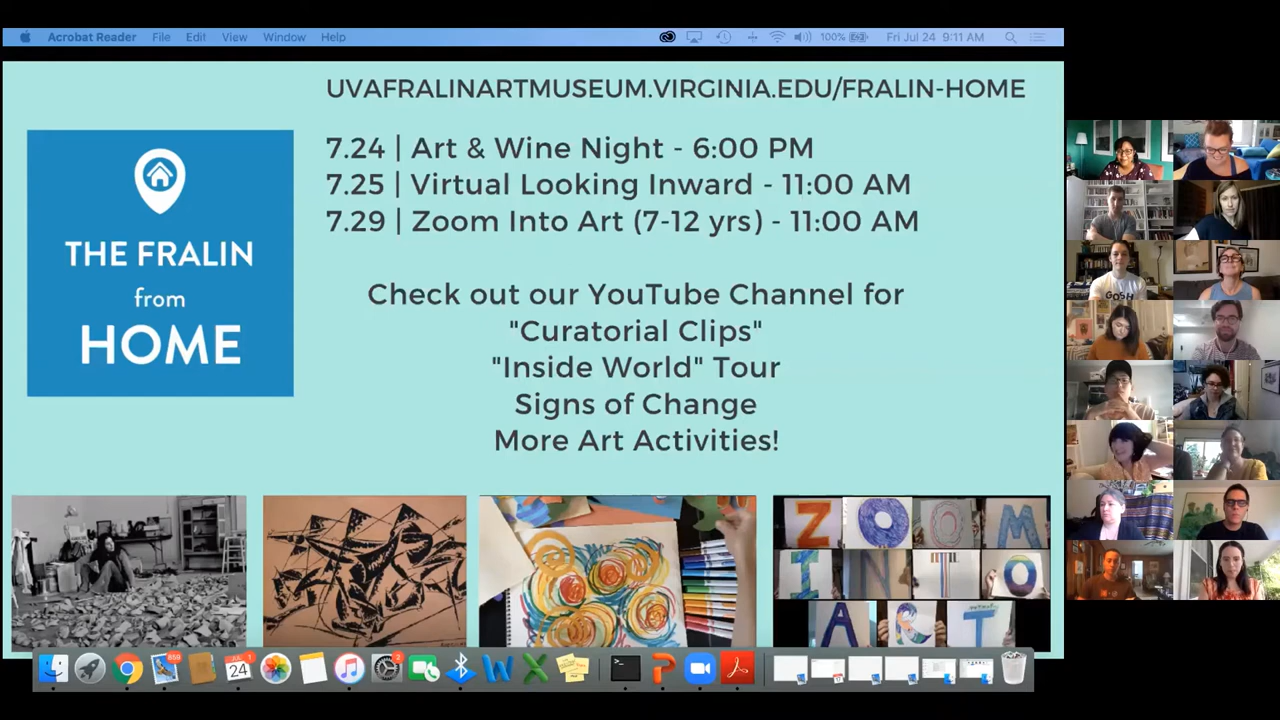 Acrobat Reader File Edit View Window Help 100% Fri Jul 24 9:11 AM
UVAFRALINARTMUSEUM.VIRGINIA.EDU/FRALIN-HOME
7.24 | Art & Wine Night - 6:00 PM
7.25 | Virtual Looking Inward - 11:00 AM
7.29 | Zoom Into Art (7-12 yrs) - 11:00 AM
THE FRALIN
from
HOME
Check out our YouTube Channel for
"Curatorial Clips"
"Inside World" Tour
Signs of Change
More Art Activities!
ZOOM
INTO
ART
GOSH
24